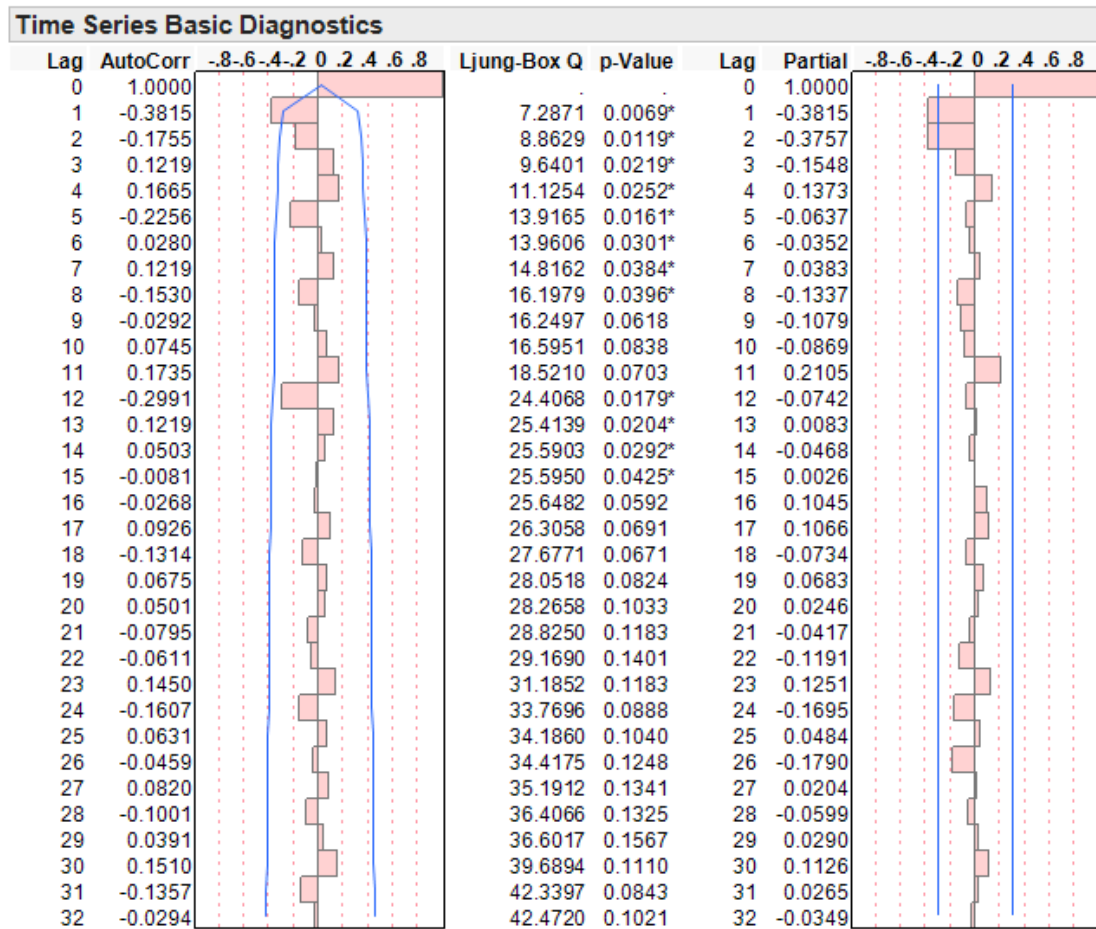 Time Series Basic Diagnostics
Lag AutoCorr -.8-.6-.4-.2 0 .2 .4 .6 .8 Ljung-Box Q p-Value Lag Partial -.8-.6-.4-.2 0 .2 .4 .6 .8
0 1.0000 . . 0 1.0000
1 -0.3815 7.2871 0.0069* 1 -0.3815
2 -0.1755 8.8629 0.0119* 2 -0.3757
3 0.1219 9.6401 0.0219* 3 -0.1548
4 0.1665 11.1254 0.0252* 4 0.1373
5 -0.2256 13.9165 0.0161* 5 -0.0637
6 0.0280 13.9606 0.0301* 6 -0.0352
7 0.1219 14.8162 0.0384* 7 0.0383
8 -0.1530 16.1979 0.0396* 8 -0.1337
9 -0.0292 16.2497 0.0618 9 -0.1079
10 0.0745 16.5951 0.0838 10 -0.0869
11 0.1735 18.5210 0.0703 11 0.2105
12 -0.2991 24.4068 0.0179* 12 -0.0742
13 0.1219 25.4139 0.0204* 13 0.0083
14 0.0503 25.5903 0.0292* 14 -0.0468
15 -0.0081 25.5950 0.0425* 15 0.0026
16 -0.0268 25.6482 0.0592 16 0.1045
17 0.0926 26.3058 0.0691 17 0.1066
18 -0.1314 27.6771 0.0671 18 -0.0734
19 0.0675 28.0518 0.0824 19 0.0683
20 0.0501 28.2658 0.1033 20 0.0246
21 -0.0795 28.8250 0.1183 21 -0.0417
22 -0.0611 29.1690 0.1401 22 -0.1191
23 0.1450 31.1852 0.1183 23 0.1251
24 -0.1607 33.7696 0.0888 24 -0.1695
25 0.0631 34.1860 0.1040 25 0.0484
26 -0.0459 34.4175 0.1248 26 -0.1790
27 0.0820 35.1912 0.1341 27 0.0204
28 -0.1001 36.4066 0.1325 28 -0.0599
29 0.0391 36.6017 0.1567 29 0.0290
30 0.1510 39.6894 0.1110 30 0.1126
31 -0.1357 42.3397 0.0843 31 0.0265
32 -0.0294 42.4720 0.1021 32 -0.0349